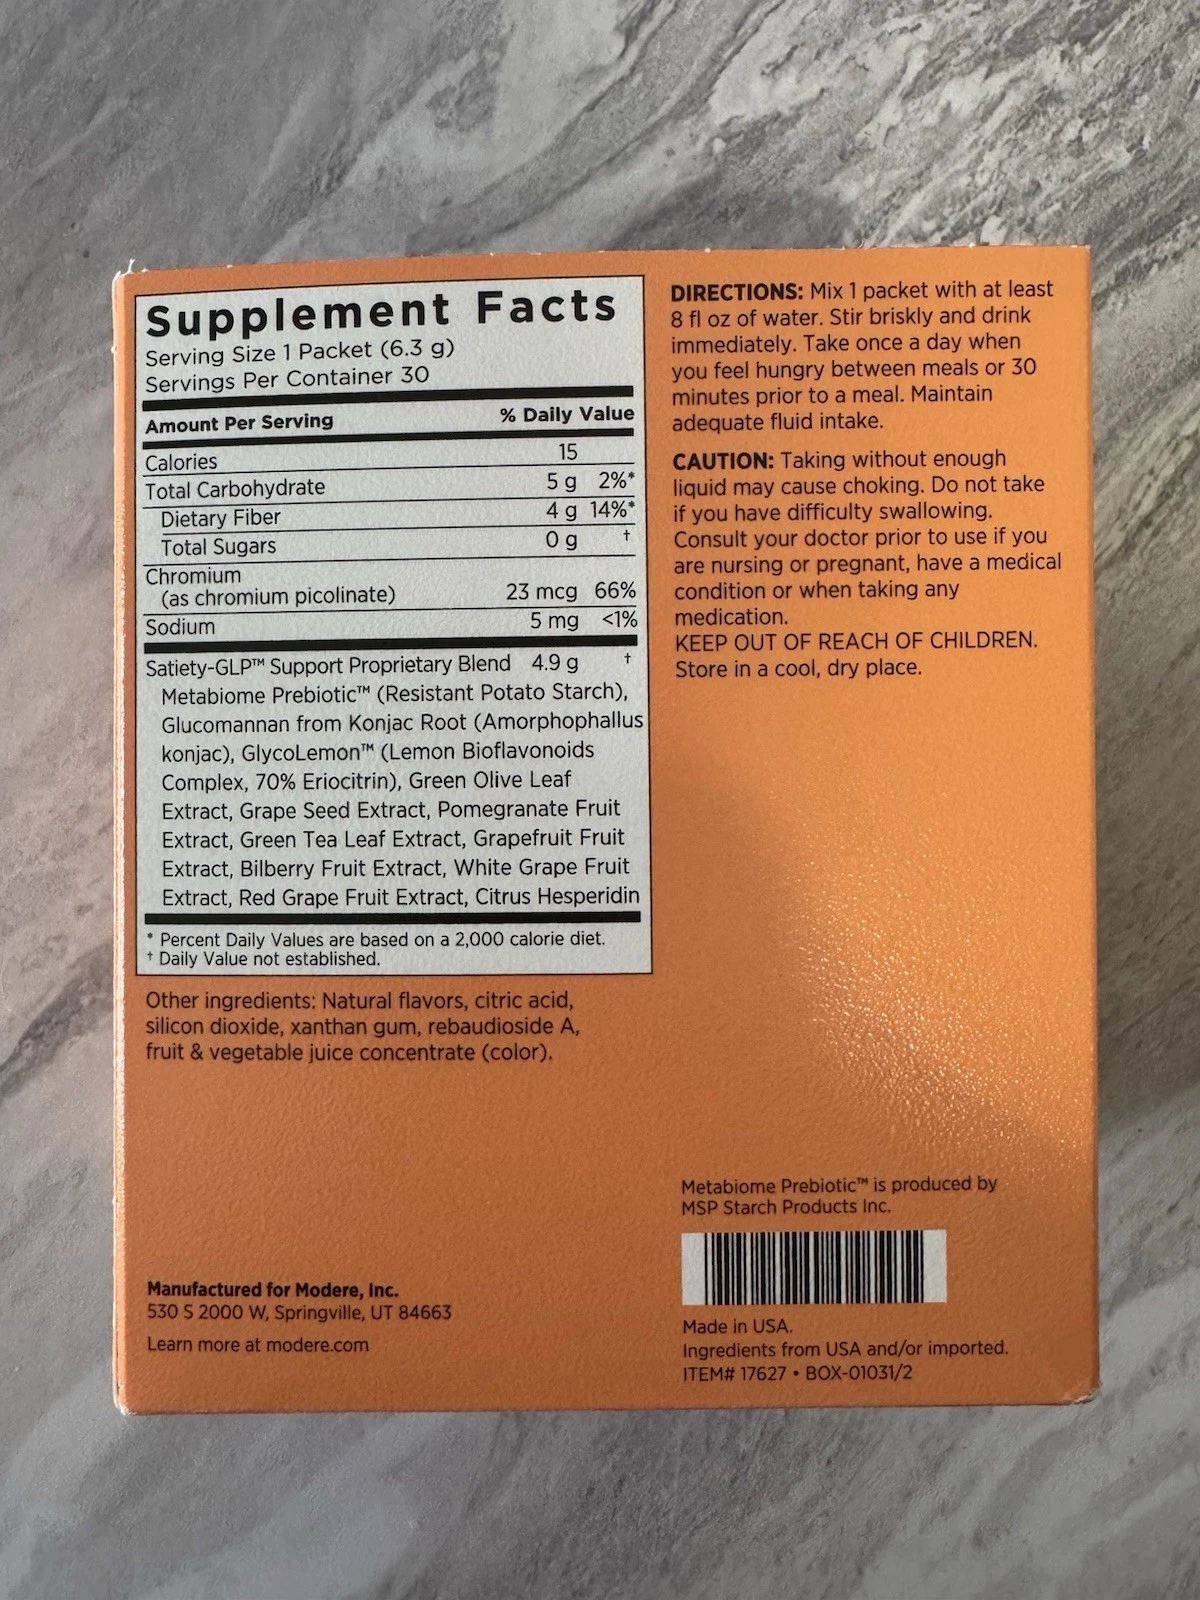 Supplement Facts
Serving Size 1 Packet (6.3 g)
Servings Per Container 30
Amount Per Serving % Daily Value
Calories 15
Total Carbohydrate 5 g 2%*
Dietary Fiber 4 g 14%*
Total Sugars 0 g †
Chromium
(as chromium picolinate) 23 mcg 66%
Sodium 5 mg <1%
Satiety-GLP™ Support Proprietary Blend 4.9 g †
Metabiome Prebiotic™ (Resistant Potato Starch),
Glucomannan from Konjac Root (Amorphophallus
konjac), GlycoLemon™ (Lemon Bioflavonoids
Complex, 70% Eriocitrin), Green Olive Leaf
Extract, Grape Seed Extract, Pomegranate Fruit
Extract, Green Tea Leaf Extract, Grapefruit Fruit
Extract, Bilberry Fruit Extract, White Grape Fruit
Extract, Red Grape Fruit Extract, Citrus Hesperidin
* Percent Daily Values are based on a 2,000 calorie diet.
† Daily Value not established.
Other ingredients: Natural flavors, citric acid,
silicon dioxide, xanthan gum, rebaudioside A,
fruit & vegetable juice concentrate (color).
Manufactured for Modere, Inc.
530 S 2000 W, Springville, UT 84663
Learn more at modere.com
DIRECTIONS: Mix 1 packet with at least
8 fl oz of water. Stir briskly and drink
immediately. Take once a day when
you feel hungry between meals or 30
minutes prior to a meal. Maintain
adequate fluid intake.
CAUTION: Taking without enough
liquid may cause choking. Do not take
if you have difficulty swallowing.
Consult your doctor prior to use if you
are nursing or pregnant, have a medical
condition or when taking any
medication.
KEEP OUT OF REACH OF CHILDREN.
Store in a cool, dry place.
Metabiome Prebiotic™ is produced by
MSP Starch Products Inc.
Made in USA.
Ingredients from USA and/or imported.
ITEM# 17627 • BOX-01031/2